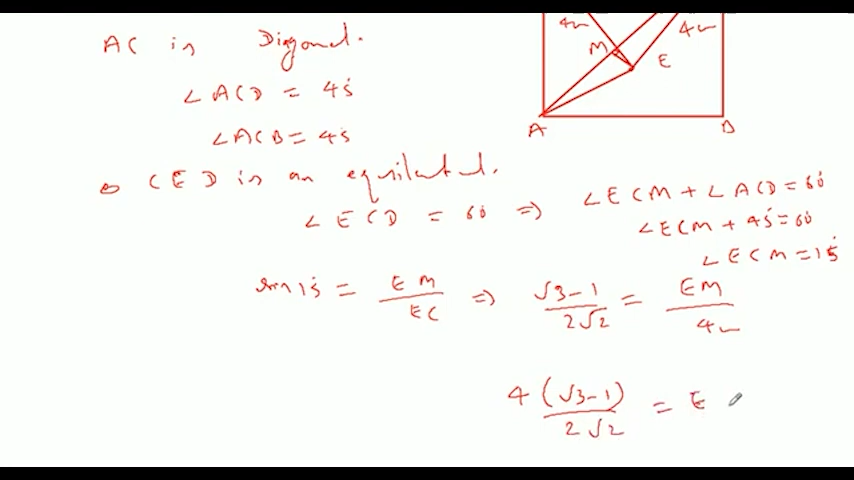 AC is Diagonal.
4m 4m
M
E
∠ACD = 45°
∠ACB = 45°
A B
△ CED is an equilateral.
∠ECD = 60° ⇒ ∠ECM + ∠ACD = 60°
∠ECM + 45° = 60°
∠ECM = 15°
sin 15° = EM/EC ⇒ (√3-1)/(2√2) = EM/4m
4(√3-1)/(2√2) = E